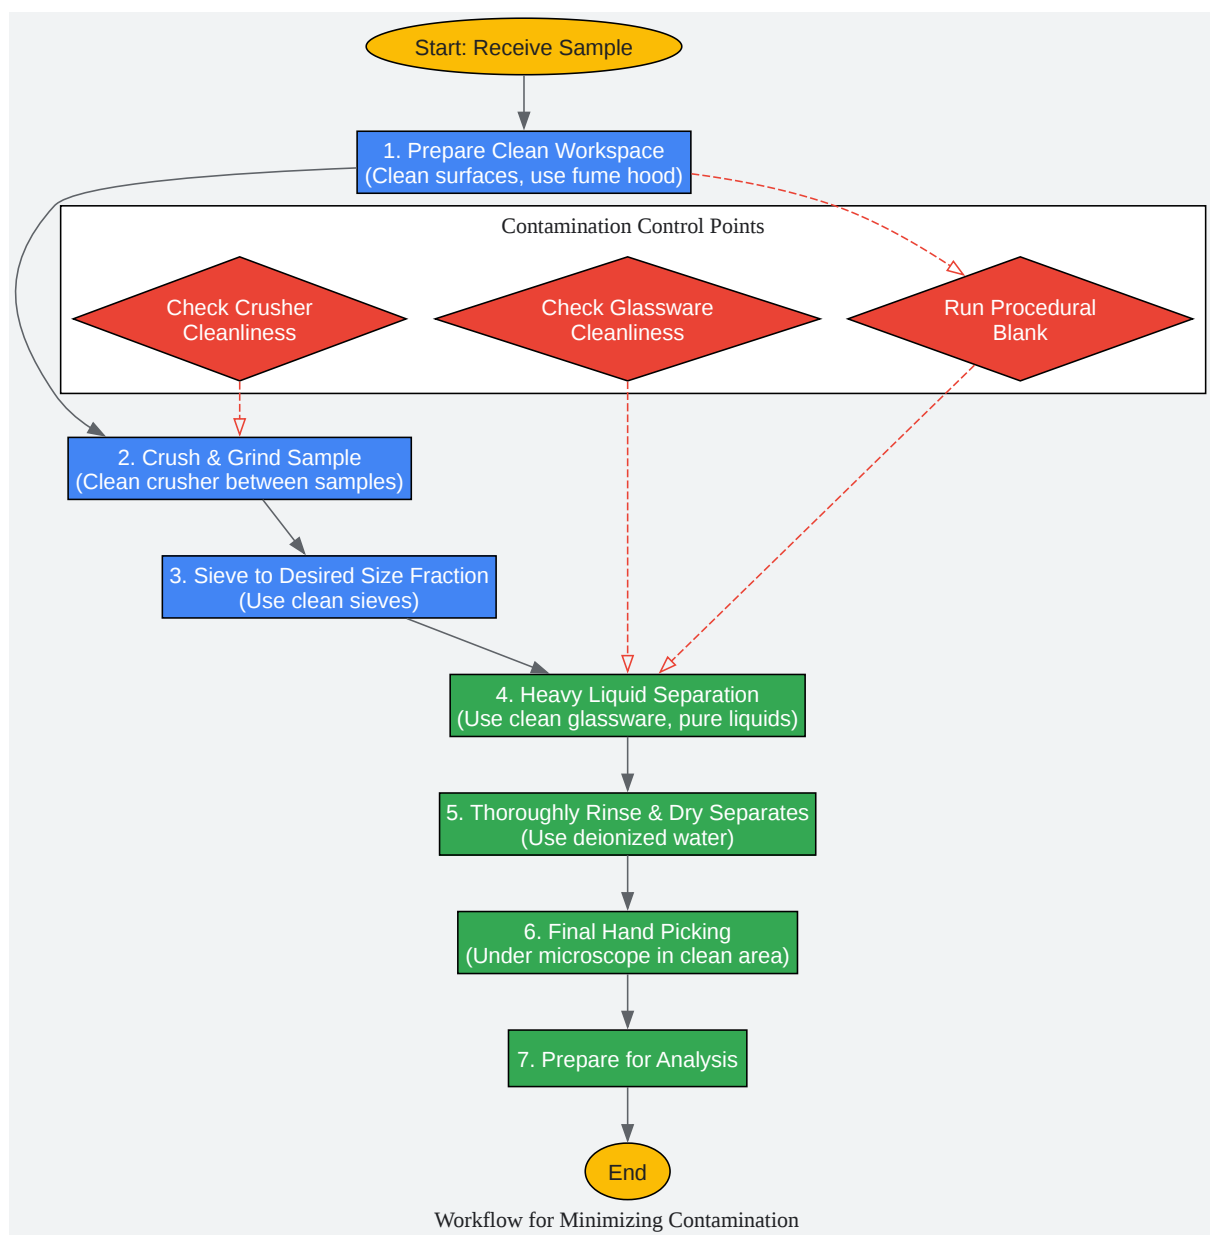 Start: Receive Sample
1. Prepare Clean Workspace
(Clean surfaces, use fume hood)
Contamination Control Points
Check Crusher
Cleanliness
Check Glassware
Cleanliness
Run Procedural
Blank
2. Crush & Grind Sample
(Clean crusher between samples)
3. Sieve to Desired Size Fraction
(Use clean sieves)
4. Heavy Liquid Separation
(Use clean glassware, pure liquids)
5. Thoroughly Rinse & Dry Separates
(Use deionized water)
6. Final Hand Picking
(Under microscope in clean area)
7. Prepare for Analysis
End
Workflow for Minimizing Contamination